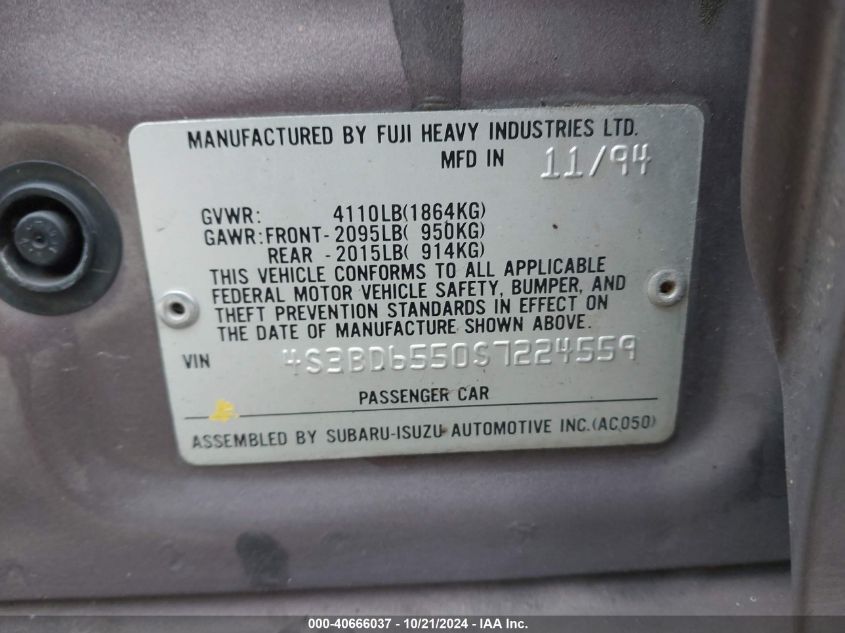 MANUFACTURED BY FUJI HEAVY INDUSTRIES LTD.
MFD IN 11/94
GVWR: 4110LB(1864KG)
GAWR:FRONT-2095LB( 950KG)
REAR -2015LB( 914KG)
THIS VEHICLE CONFORMS TO ALL APPLICABLE
FEDERAL MOTOR VEHICLE SAFETY, BUMPER, AND
THEFT PREVENTION STANDARDS IN EFFECT ON
THE DATE OF MANUFACTURE SHOWN ABOVE.
VIN 4S3BD6550S7224559
PASSENGER CAR
ASSEMBLED BY SUBARU-ISUZU AUTOMOTIVE INC.(AC050)
000-40666037 - 10/21/2024 - IAA Inc.